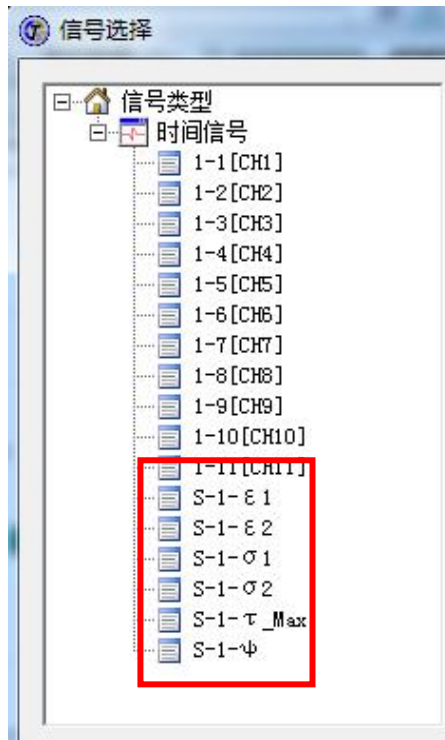 信号选择
信号类型
时间信号
1-1[CH1]
1-2[CH2]
1-3[CH3]
1-4[CH4]
1-5[CH5]
1-6[CH6]
1-7[CH7]
1-8[CH8]
1-9[CH9]
1-10[CH10]
1-11[CH11]
S-1-ε1
S-1-ε2
S-1-σ1
S-1-σ2
S-1-τ_Max
S-1-ψ